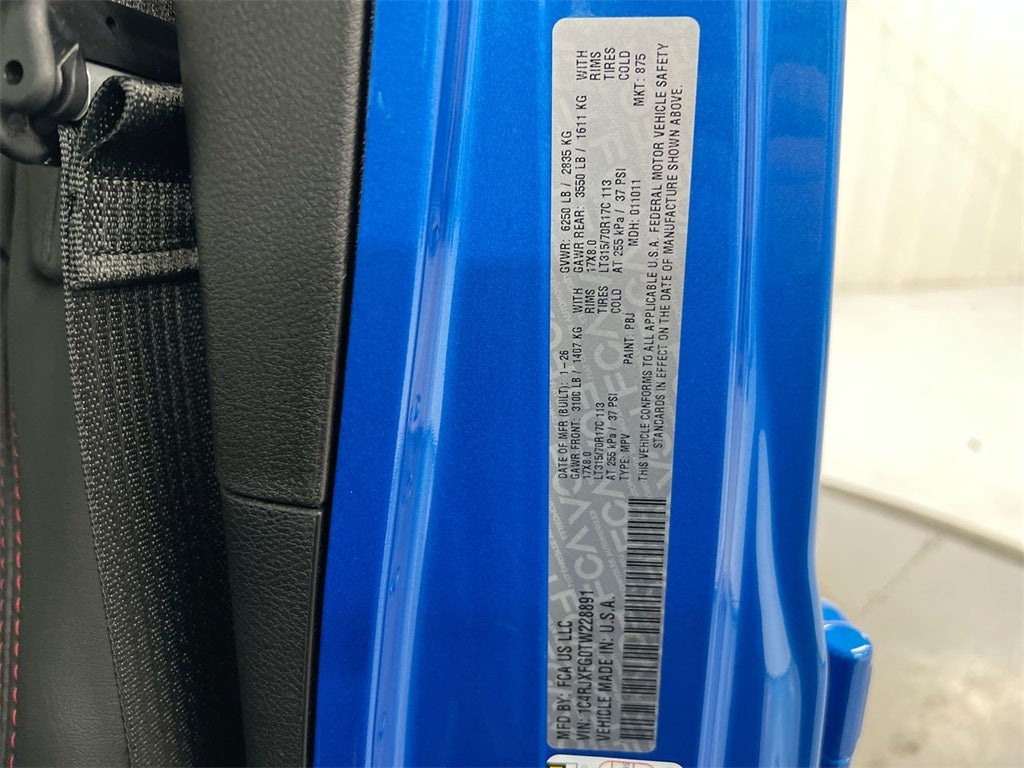 MFD BY: FCA US LLC
VIN: 1C4RJXFG0TW228891
VEHICLE MADE IN: U.S.A.
DATE OF MFR (BUILT): 1-26
GAWR FRONT: 3100 LB / 1407 KG WITH
17X8.0 RIMS
LT315/70R17C 113 TIRES
AT 255 kPa / 37 PSI COLD
TYPE: MPV PAINT: PBJ
GVWR: 6250 LB / 2835 KG
GAWR REAR: 3550 LB / 1611 KG WITH
17X8.0 RIMS
LT315/70R17C 113 TIRES
AT 255 kPa / 37 PSI COLD
MDH: 011011 MKT: 875
THIS VEHICLE CONFORMS TO ALL APPLICABLE U.S.A. FEDERAL MOTOR VEHICLE SAFETY
STANDARDS IN EFFECT ON THE DATE OF MANUFACTURE SHOWN ABOVE.
FCA